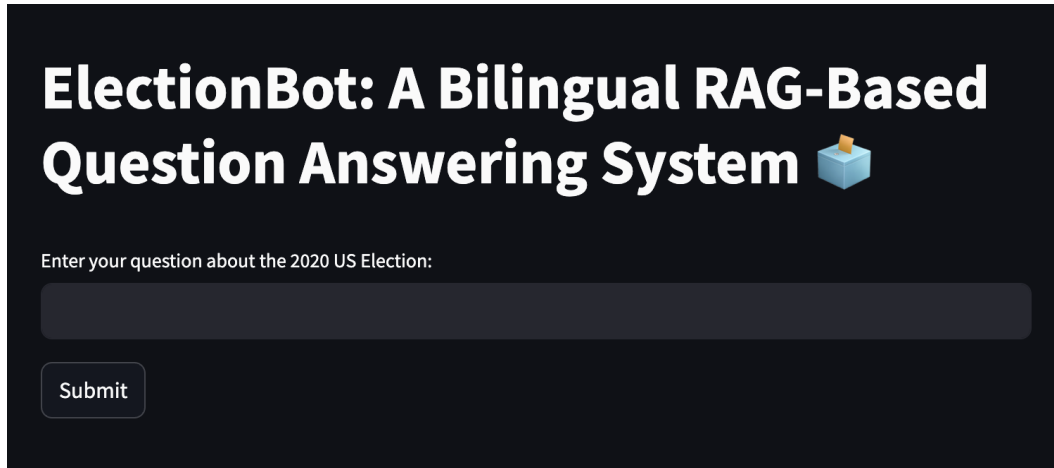 ElectionBot: A Bilingual RAG-Based
Question Answering System 🗳️
Enter your question about the 2020 US Election:
Submit